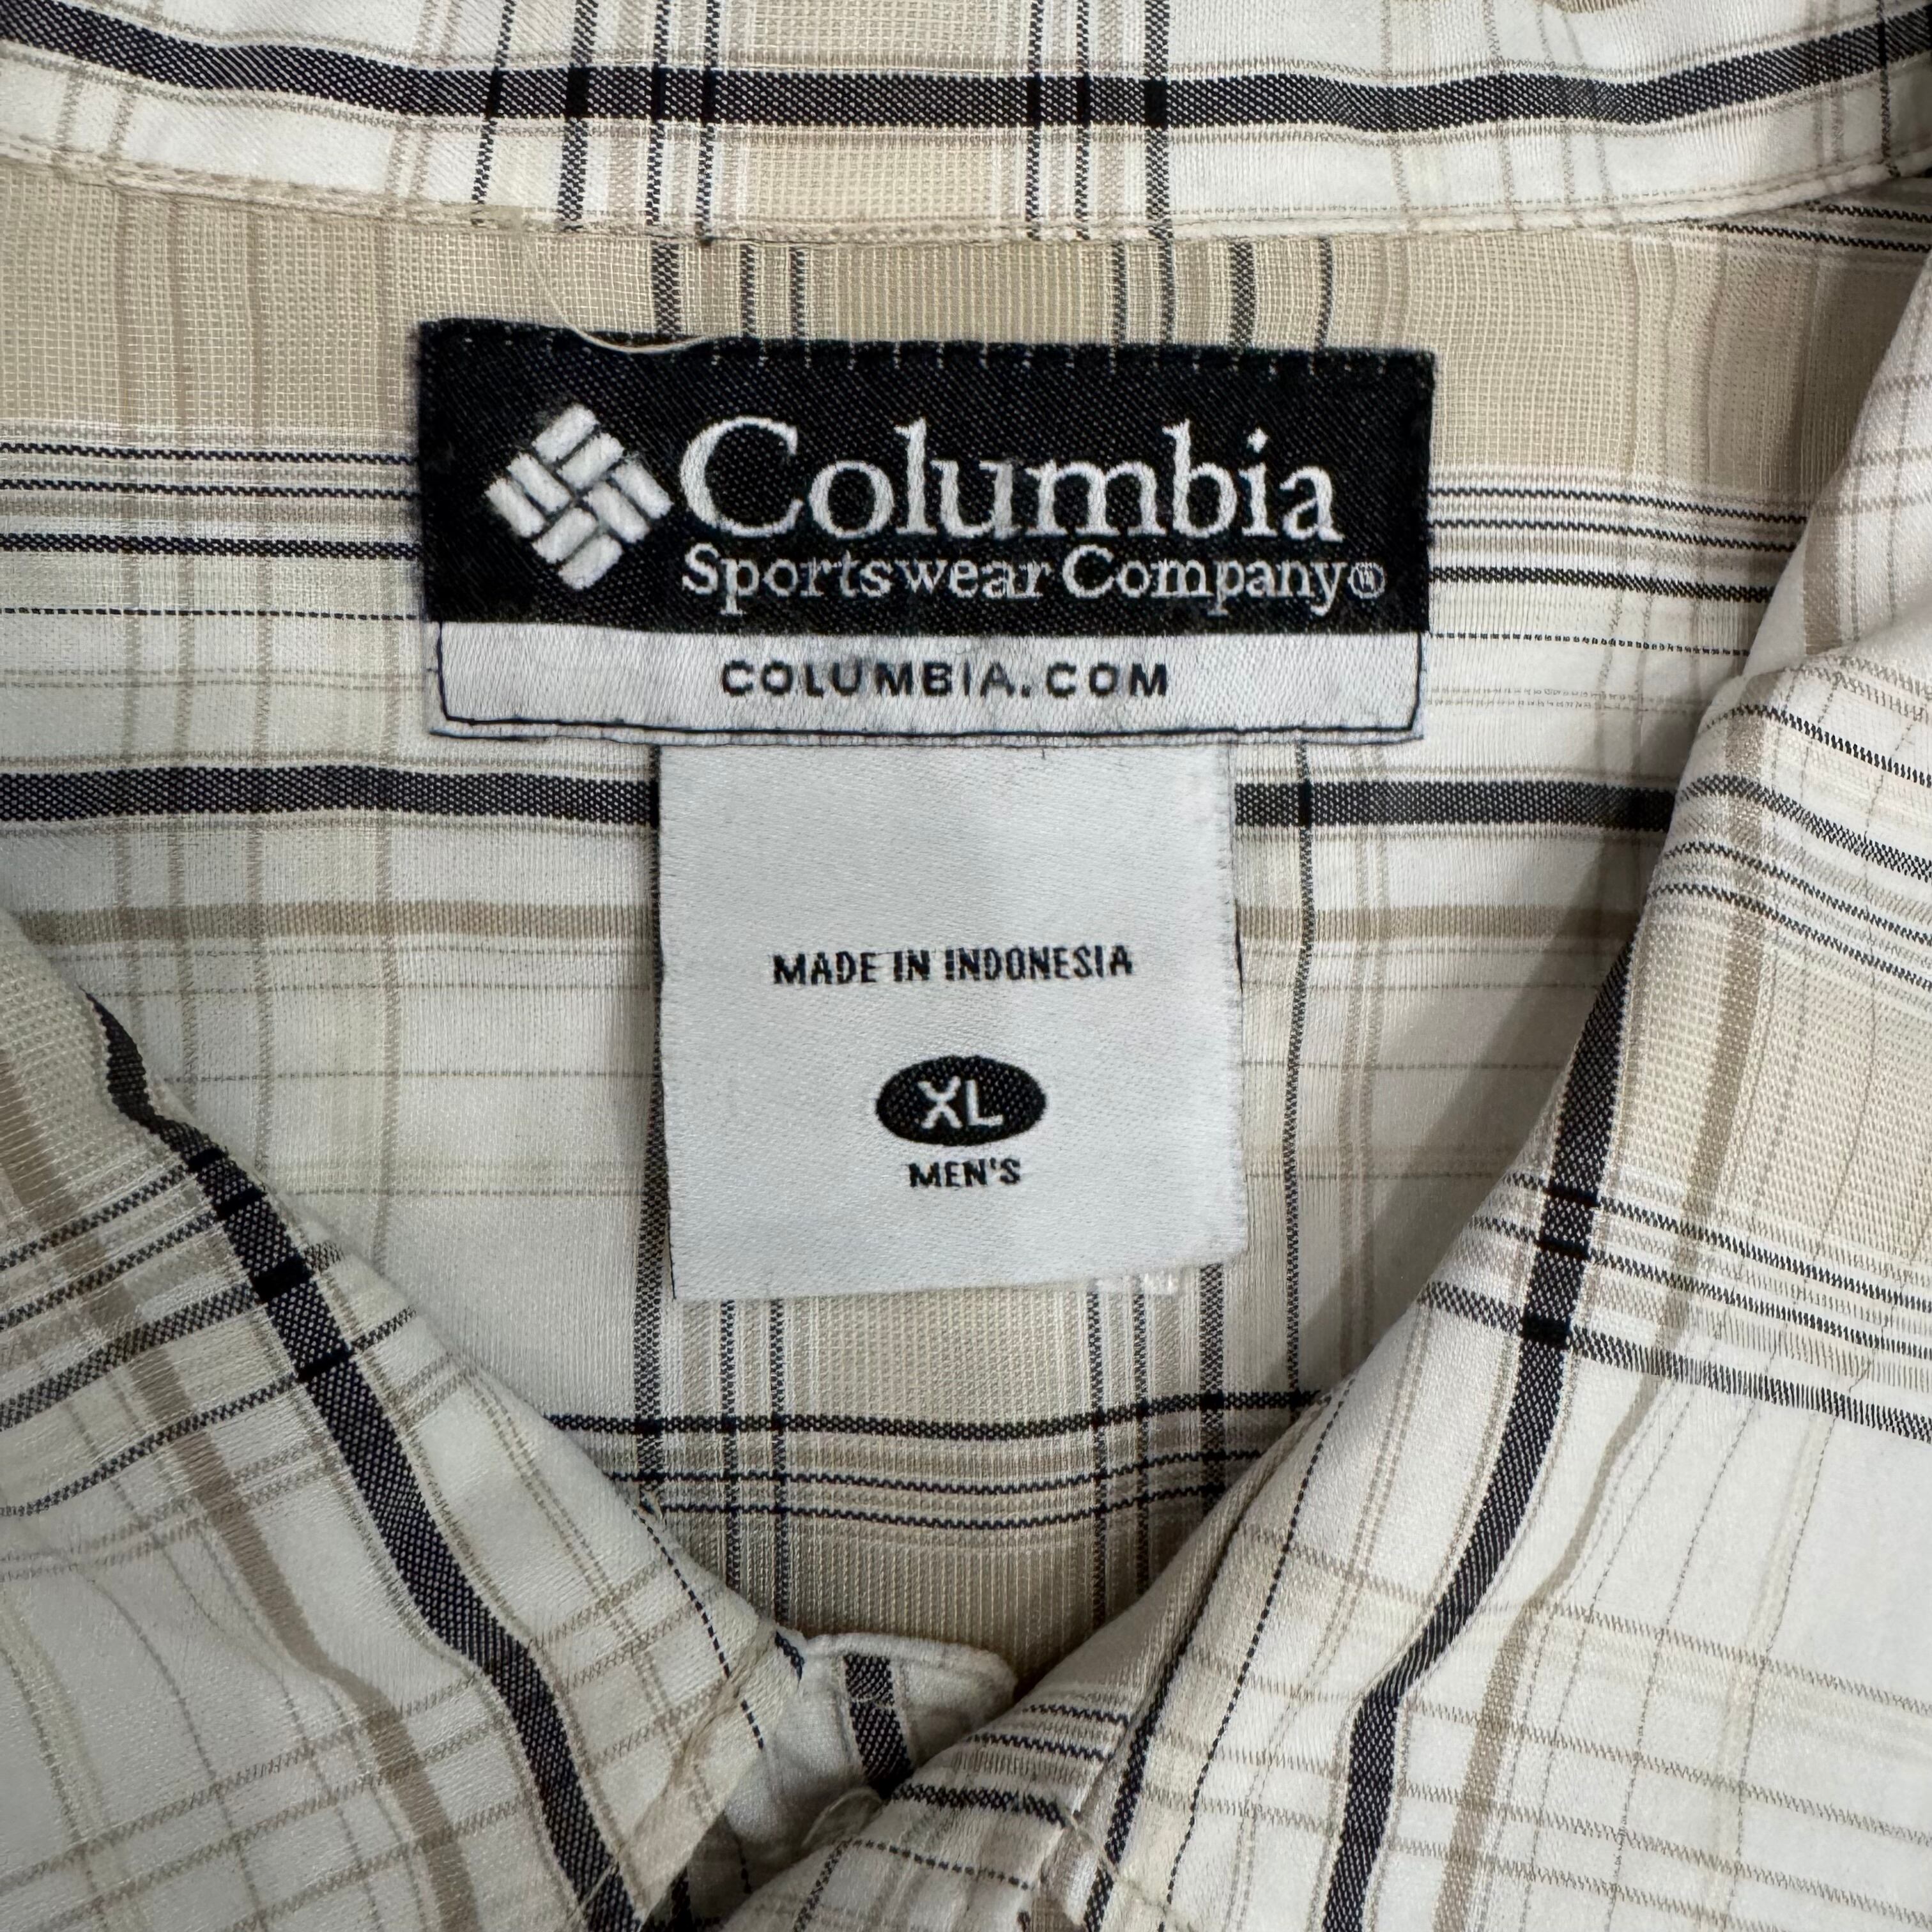 Columbia
Sportswear Company®
COLUMBIA.COM
MADE IN INDONESIA
XL
MEN'S